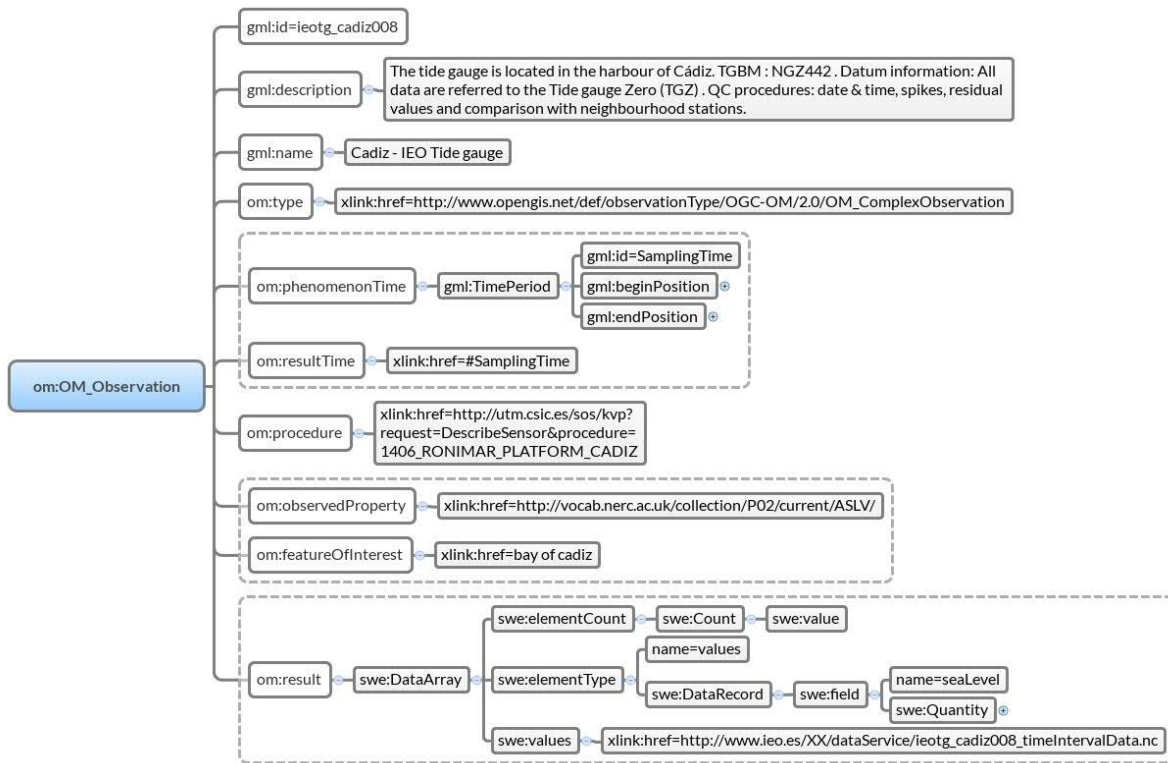 gml:id=ieotg_cadiz008
gml:description
The tide gauge is located in the harbour of Cádiz. TGBM : NGZ442 . Datum information: All
data are referred to the Tide gauge Zero (TGZ) . QC procedures: date & time, spikes, residual
values and comparison with neighbourhood stations.
gml:name
Cadiz - IEO Tide gauge
om:type
xlink:href=http://www.opengis.net/def/observationType/OGC-OM/2.0/OM_ComplexObservation
om:phenomenonTime
gml:TimePeriod
gml:id=SamplingTime
gml:beginPosition
gml:endPosition
om:resultTime
xlink:href=#SamplingTime
om:OM_Observation
om:procedure
xlink:href=http://utm.csic.es/sos/kvp?
request=DescribeSensor&procedure=
1406_RONIMAR_PLATFORM_CADIZ
om:observedProperty
xlink:href=http://vocab.nerc.ac.uk/collection/P02/current/ASLV/
om:featureOfInterest
xlink:href=bay of cadiz
om:result
swe:DataArray
swe:elementCount
swe:Count
swe:value
swe:elementType
name=values
swe:DataRecord
swe:field
name=seaLevel
swe:Quantity
swe:values
xlink:href=http://www.ieo.es/XX/dataService/ieotg_cadiz008_timeIntervalData.nc